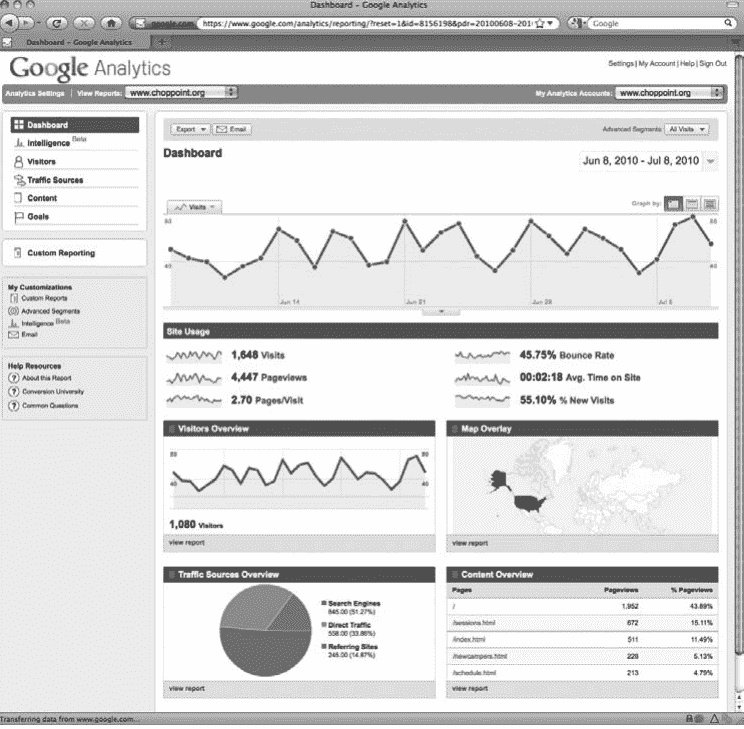 Dashboard – Google Analytics
google.com https://www.google.com/analytics/reporting/?reset=1&id=8156198&pdr=20100608-201
Google
Dashboard – Google Analytics
Google Analytics
Settings | My Account | Help | Sign Out
Analytics Settings | View Reports: www.choppoint.org
My Analytics Accounts: www.choppoint.org
Dashboard
Intelligence Beta
Visitors
Traffic Sources
Content
Goals
Custom Reporting
My Customizations
Custom Reports
Advanced Segments
Intelligence Beta
Email
Help Resources
About this Report
Conversion University
Common Questions
Export
Email
Advanced Segments: All Visits
Dashboard
Jun 8, 2010 - Jul 8, 2010
Visits
Graph by:
40
40
Jun 14
Jun 21
Jul 5
Site Usage
1,648 Visits
45.75% Bounce Rate
4,447 Pageviews
00:02:18 Avg. Time on Site
2.70 Pages/Visit
55.10% % New Visits
Visitors Overview
40
40
1,080 Visitors
view report
Map Overlay
view report
Traffic Sources Overview
Search Engines
845.00 (51.27%)
Direct Traffic
558.00 (33.86%)
Referring Sites
245.00 (14.87%)
view report
Content Overview
Pages Pageviews % Pageviews
/ 1,952 43.89%
/sessions.html 672 15.11%
/index.html 511 11.49%
/newcampers.html 228 5.13%
/schedule.html 213 4.79%
view report
Transferring data from www.google.com...